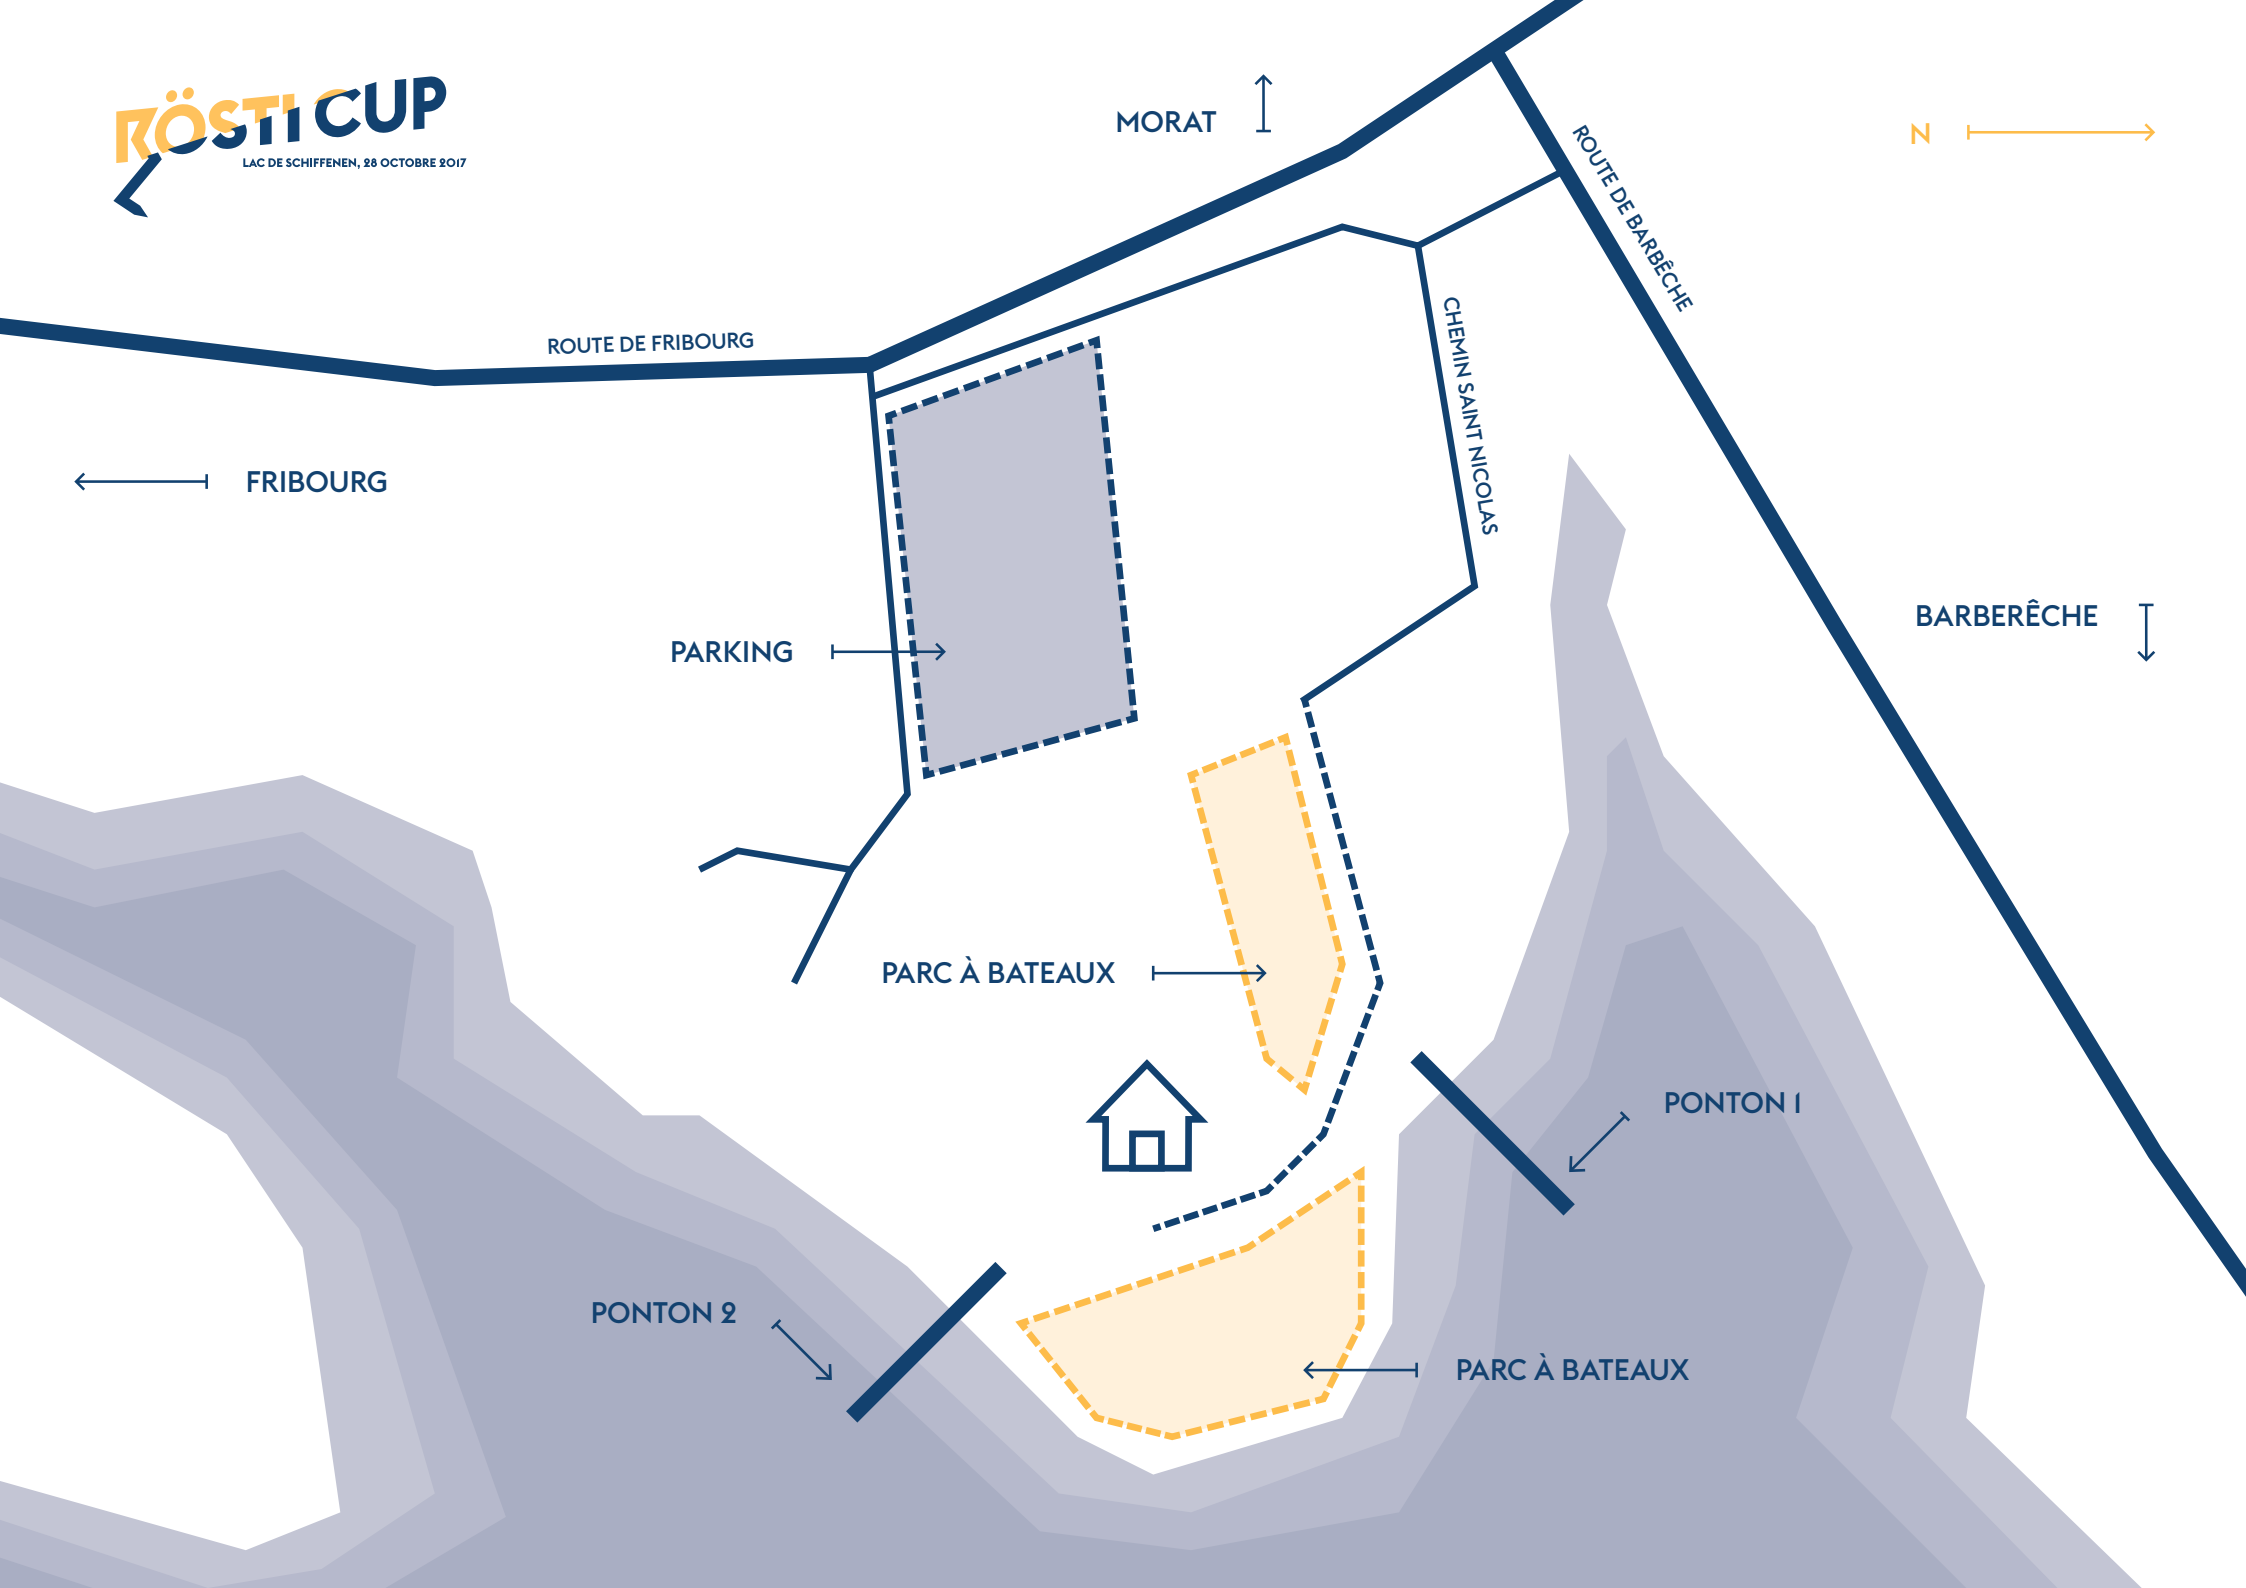 RÖSTI CUP
LAC DE SCHIFFENEN, 28 OCTOBRE 2017
MORAT
N
ROUTE DE BARBÊCHE
ROUTE DE FRIBOURG
CHEMIN SAINT NICOLAS
FRIBOURG
BARBERÊCHE
PARKING
PARC À BATEAUX
PONTON 1
PONTON 2
PARC À BATEAUX